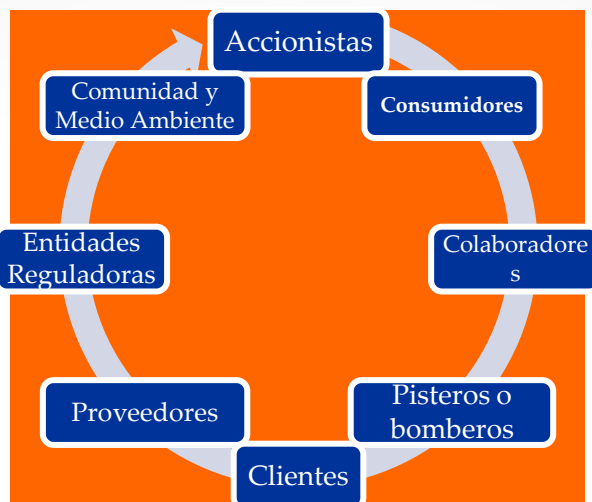 Accionistas
Consumidores
Colaboradore
s
Pisteros o
bomberos
Clientes
Proveedores
Entidades
Reguladoras
Comunidad y
Medio Ambiente